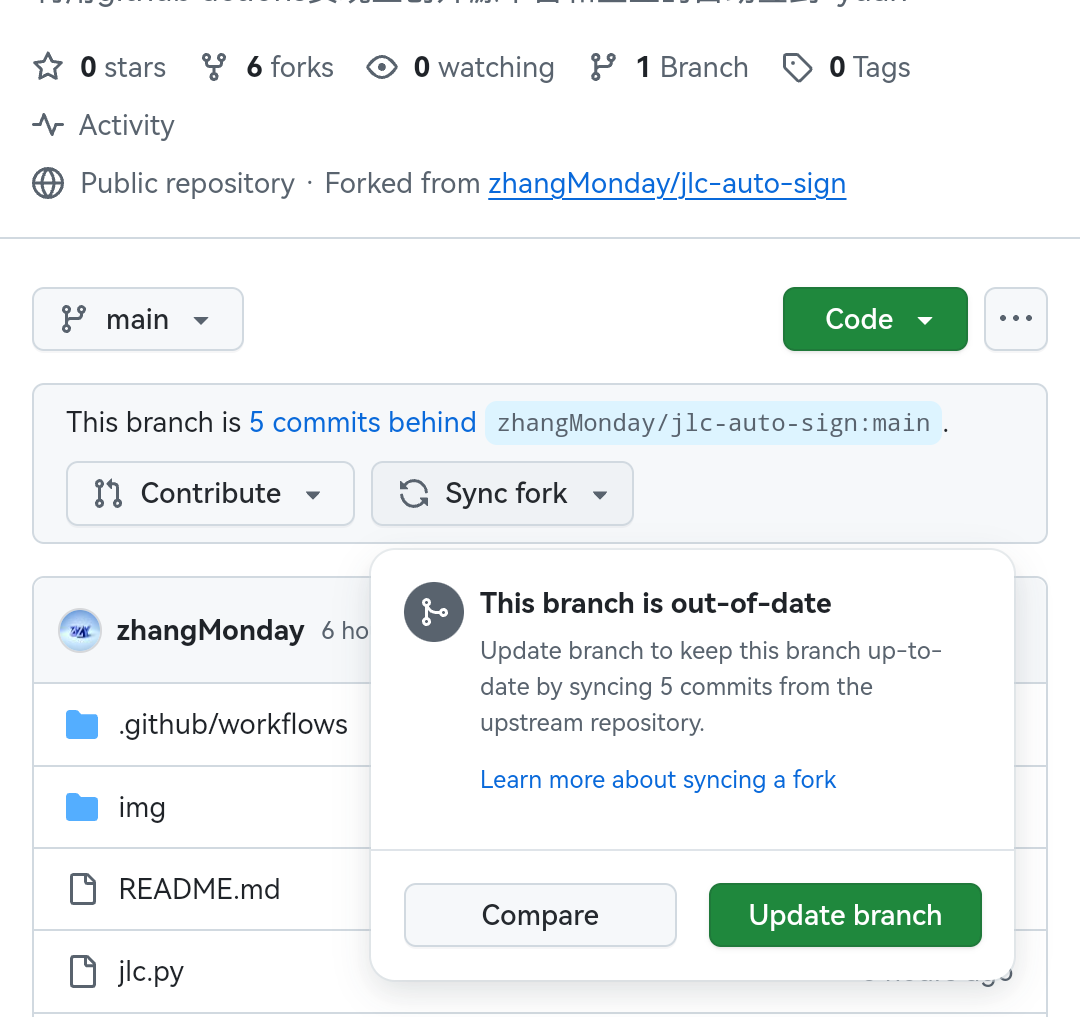 0 stars 6 forks 0 watching 1 Branch 0 Tags
Activity
Public repository · Forked from zhangMonday/jlc-auto-sign
main Code
This branch is 5 commits behind zhangMonday/jlc-auto-sign:main .
Contribute Sync fork
This branch is out-of-date
Update branch to keep this branch up-to-
date by syncing 5 commits from the
upstream repository.
Learn more about syncing a fork
Compare Update branch
zhangMonday 6 ho
.github/workflows
img
README.md
jlc.py